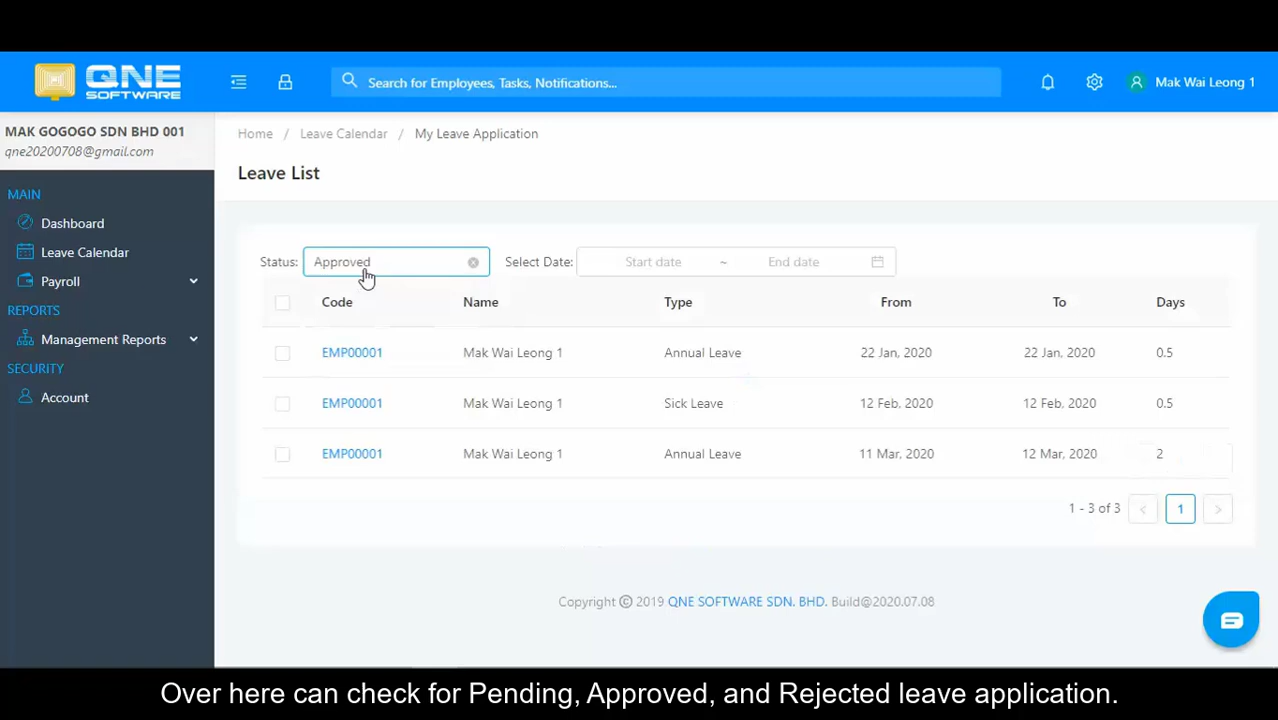 QNE
SOFTWARE
Search for Employees, Tasks, Notifications...
Mak Wai Leong 1
MAK GOGOGO SDN BHD 001
qne20200708@gmail.com
Home / Leave Calendar / My Leave Application
Leave List
MAIN
Dashboard
Leave Calendar
Payroll
REPORTS
Management Reports
SECURITY
Account
Status: Approved Select Date: Start date ~ End date
Code Name Type From To Days
EMP00001 Mak Wai Leong 1 Annual Leave 22 Jan, 2020 22 Jan, 2020 0.5
EMP00001 Mak Wai Leong 1 Sick Leave 12 Feb, 2020 12 Feb, 2020 0.5
EMP00001 Mak Wai Leong 1 Annual Leave 11 Mar, 2020 12 Mar, 2020 2
1 - 3 of 3 < 1 >
Copyright © 2019 QNE SOFTWARE SDN. BHD. Build@2020.07.08
Over here can check for Pending, Approved, and Rejected leave application.